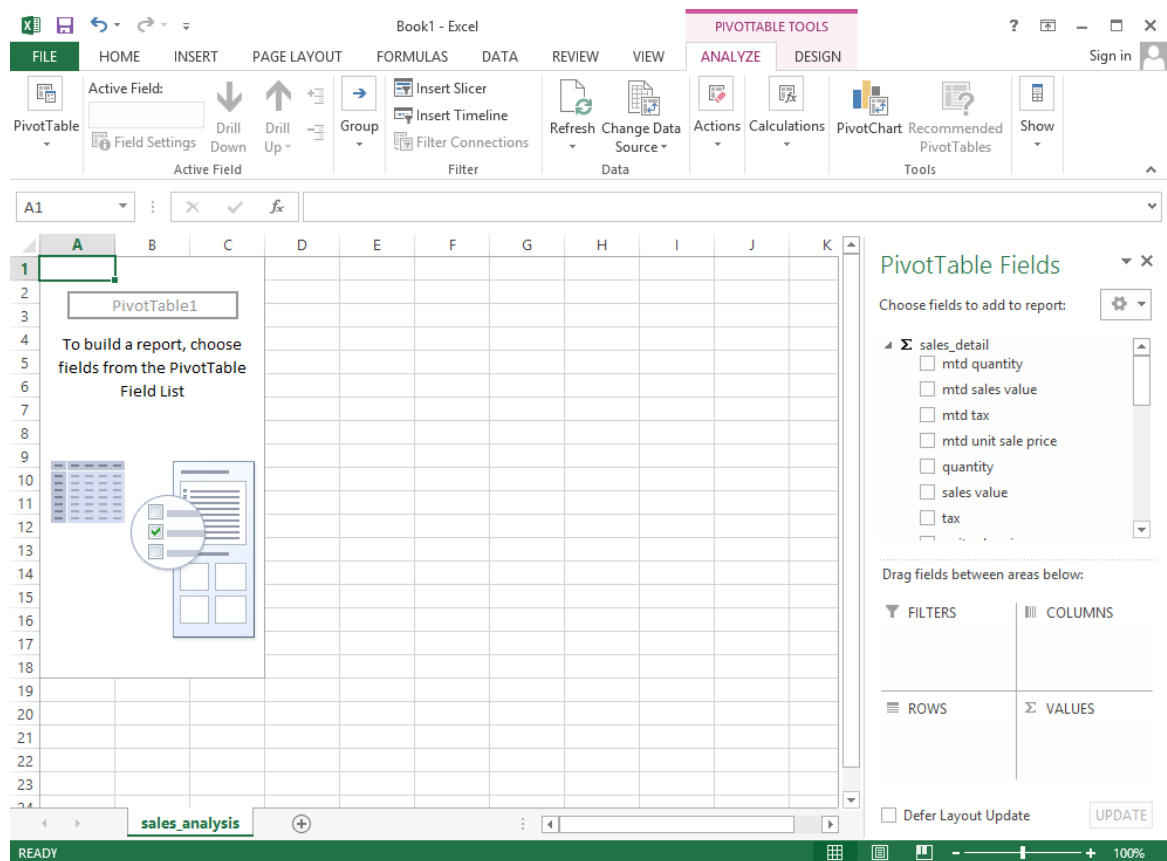 Book1 - Excel
PIVOTTABLE TOOLS
?
FILE HOME INSERT PAGE LAYOUT FORMULAS DATA REVIEW VIEW ANALYZE DESIGN Sign in
PivotTable
Active Field:
Field Settings
Drill Down
Drill Up
Active Field
Group
Insert Slicer
Insert Timeline
Filter Connections
Filter
Refresh
Change Data Source
Data
Actions
Calculations
PivotChart
Recommended PivotTables
Tools
Show
A1
fx
A B C D E F G H I J K
1
2
3
4
5
6
7
8
9
10
11
12
13
14
15
16
17
18
19
20
21
22
23
24
PivotTable1
To build a report, choose
fields from the PivotTable
Field List
PivotTable Fields
Choose fields to add to report:
Σ sales_detail
mtd quantity
mtd sales value
mtd tax
mtd unit sale price
quantity
sales value
tax
Drag fields between areas below:
FILTERS
COLUMNS
ROWS
Σ VALUES
Defer Layout Update
UPDATE
sales_analysis
READY
100%